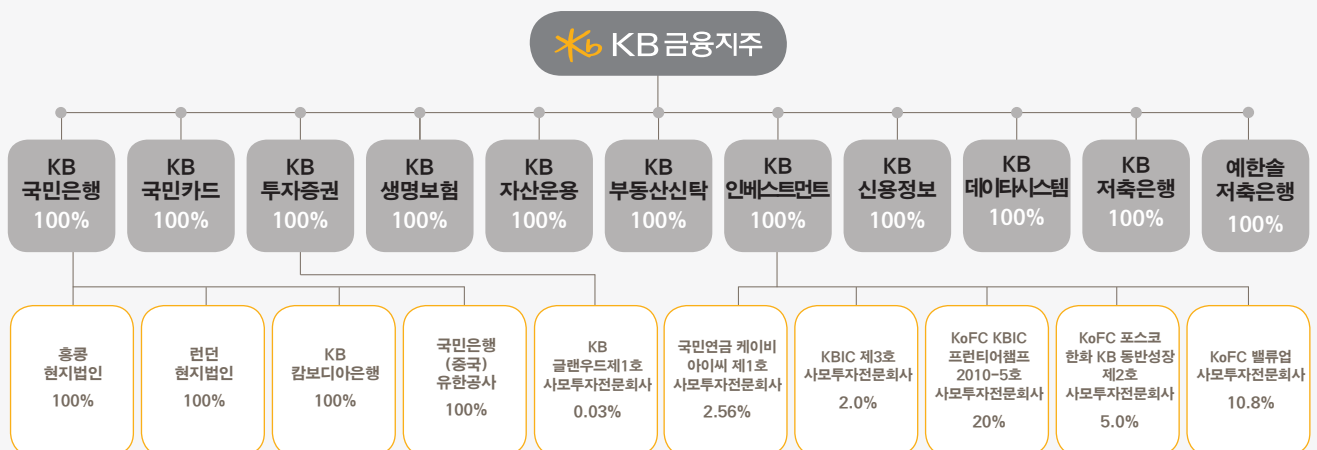 Kb KB금융지주
KB
국민은행
100%
KB
국민카드
100%
KB
투자증권
100%
KB
생명보험
100%
KB
자산운용
100%
KB
부동산신탁
100%
KB
인베스트먼트
100%
KB
신용정보
100%
KB
데이타시스템
100%
KB
저축은행
100%
예한솔
저축은행
100%
홍콩
현지법인
100%
런던
현지법인
100%
KB
캄보디아은행
100%
국민은행
(중국)
유한공사
100%
KB
글랜우드제1호
사모투자전문회사
0.03%
국민연금 케이비
아이씨 제1호
사모투자전문회사
2.56%
KBIC 제3호
사모투자전문회사
2.0%
KoFC KBIC
프런티어챔프
2010-5호
사모투자전문회사
20%
KoFC 포스코
한화 KB 동반성장
제2호
사모투자전문회사
5.0%
KoFC 밸류업
사모투자전문회사
10.8%